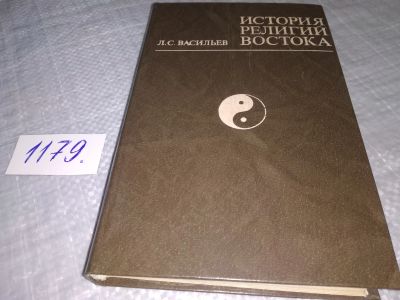 Л.С. ВАСИЛЬЕВ
ИСТОРИЯ
РЕЛИГИЙ
ВОСТОКА
1179.